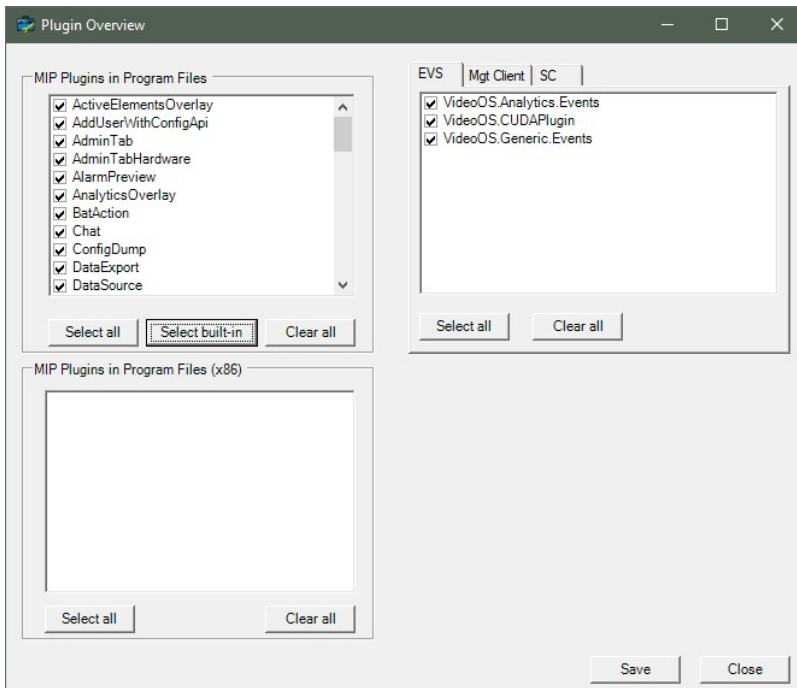 Plugin Overview
MIP Plugins in Program Files
ActiveElementsOverlay
AddUserWithConfigApi
AdminTab
AdminTabHardware
AlarmPreview
AnalyticsOverlay
BatAction
Chat
ConfigDump
DataExport
DataSource
Select all Select built-in Clear all
EVS Mgt Client SC
VideoOS.Analytics.Events
VideoOS.CUDAPlugin
VideoOS.Generic.Events
Select all Clear all
MIP Plugins in Program Files (x86)
Select all Clear all
Save Close